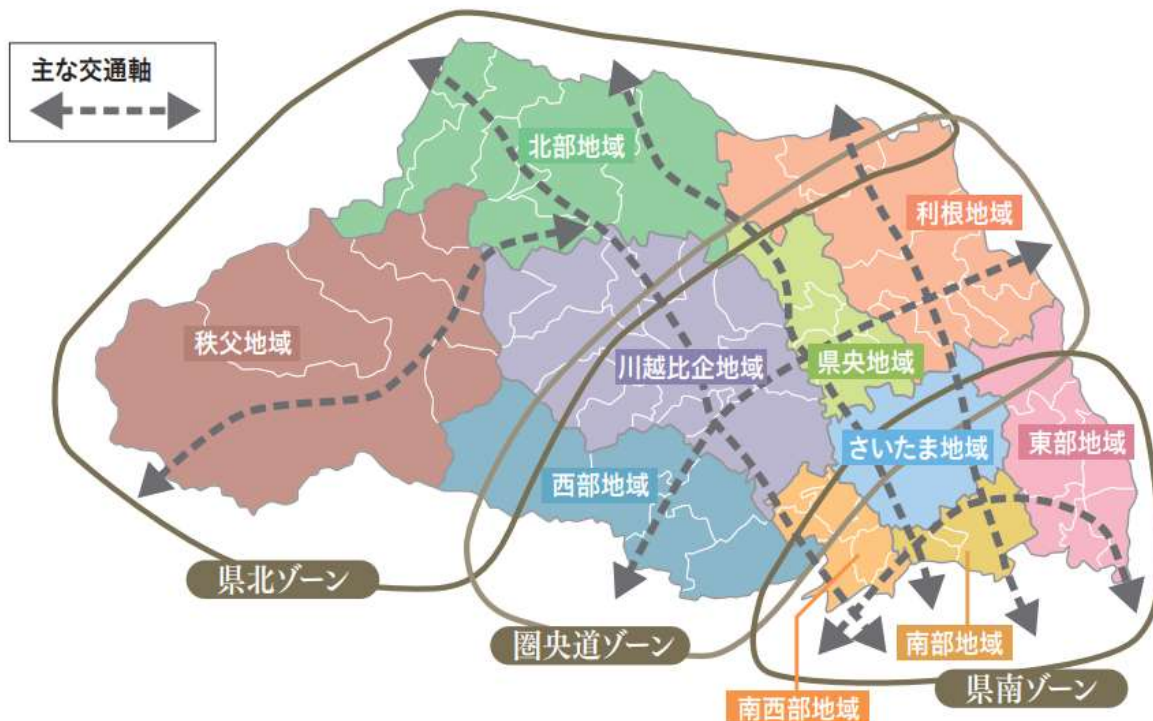 主な交通軸
北部地域
利根地域
秩父地域
川越比企地域
県央地域
さいたま地域
東部地域
西部地域
県北ゾーン
圏央道ゾーン
南部地域
県南ゾーン
南西部地域